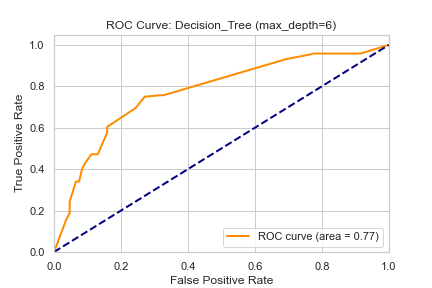 ROC Curve: Decision_Tree (max_depth=6)
True Positive Rate
1.0
0.8
0.6
0.4
0.2
0.0
ROC curve (area = 0.77)
0.0 0.2 0.4 0.6 0.8 1.0
False Positive Rate